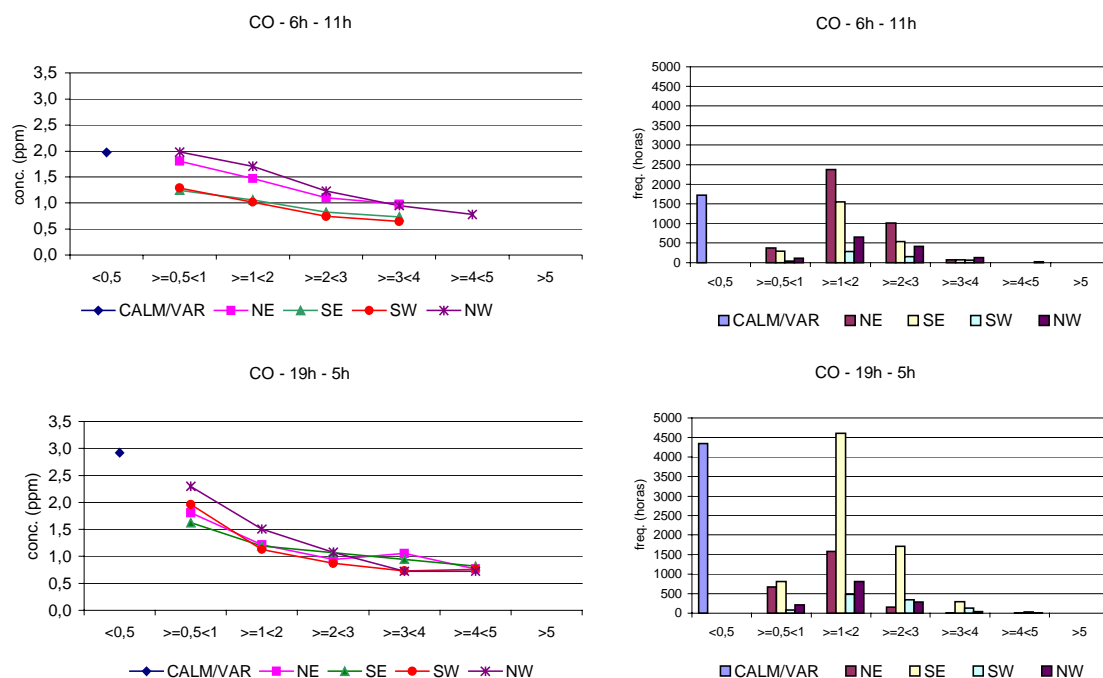 CO - 6h - 11h
conc. (ppm)
3,5
3,0
2,5
2,0
1,5
1,0
0,5
0,0
<0,5 >=0,5<1 >=1<2 >=2<3 >=3<4 >=4<5 >5
CALM/VAR NE SE SW NW
CO - 6h - 11h
freq. (horas)
5000
4500
4000
3500
3000
2500
2000
1500
1000
500
0
<0,5 >=0,5<1 >=1<2 >=2<3 >=3<4 >=4<5 >5
CALM/VAR NE SE SW NW
CO - 19h - 5h
conc. (ppm)
3,5
3,0
2,5
2,0
1,5
1,0
0,5
0,0
<0,5 >=0,5<1 >=1<2 >=2<3 >=3<4 >=4<5 >5
CALM/VAR NE SE SW NW
CO - 19h - 5h
freq. (horas)
5000
4500
4000
3500
3000
2500
2000
1500
1000
500
0
<0,5 >=0,5<1 >=1<2 >=2<3 >=3<4 >=4<5 >5
CALM/VAR NE SE SW NW